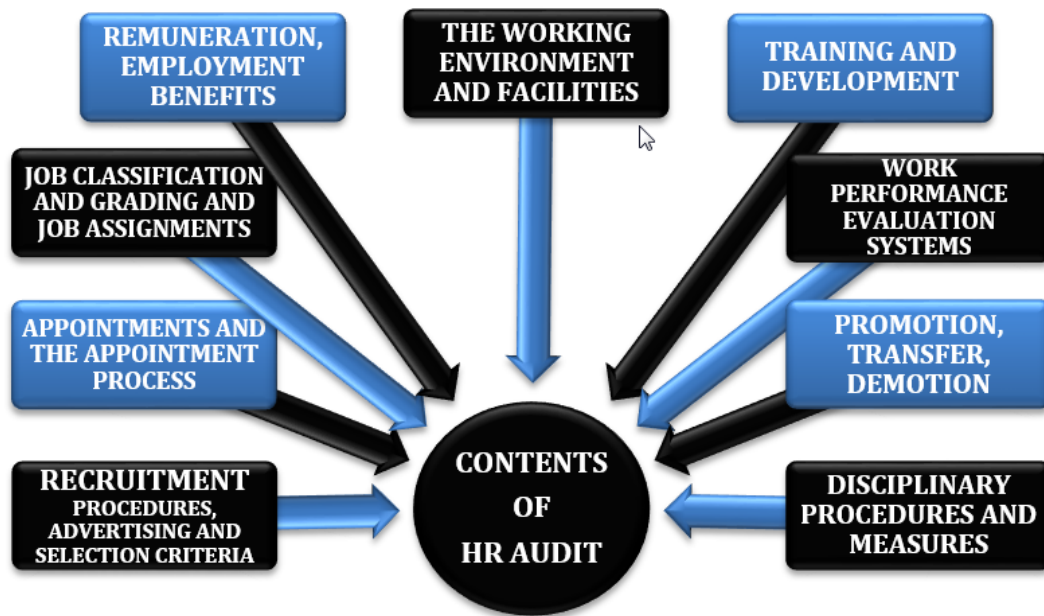 REMUNERATION,
EMPLOYMENT
BENEFITS
THE WORKING
ENVIRONMENT
AND FACILITIES
TRAINING AND
DEVELOPMENT
JOB CLASSIFICATION
AND GRADING AND
JOB ASSIGNMENTS
WORK
PERFORMANCE
EVALUATION
SYSTEMS
APPOINTMENTS AND
THE APPOINTMENT
PROCESS
PROMOTION,
TRANSFER,
DEMOTION
RECRUITMENT
PROCEDURES,
ADVERTISING AND
SELECTION CRITERIA
CONTENTS
OF
HR AUDIT
DISCIPLINARY
PROCEDURES AND
MEASURES